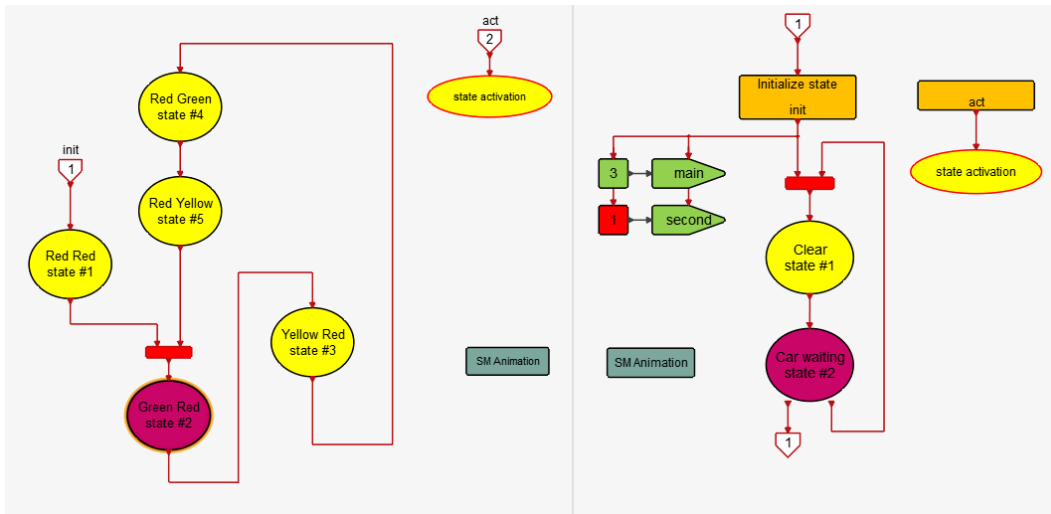 act
2
state activation
Red Green
state #4
init
1
Red Yellow
state #5
Red Red
state #1
Yellow Red
state #3
SM Animation
Green Red
state #2
1
Initialize state
init
act
state activation
3
main
1
second
Clear
state #1
SM Animation
Car waiting
state #2
1